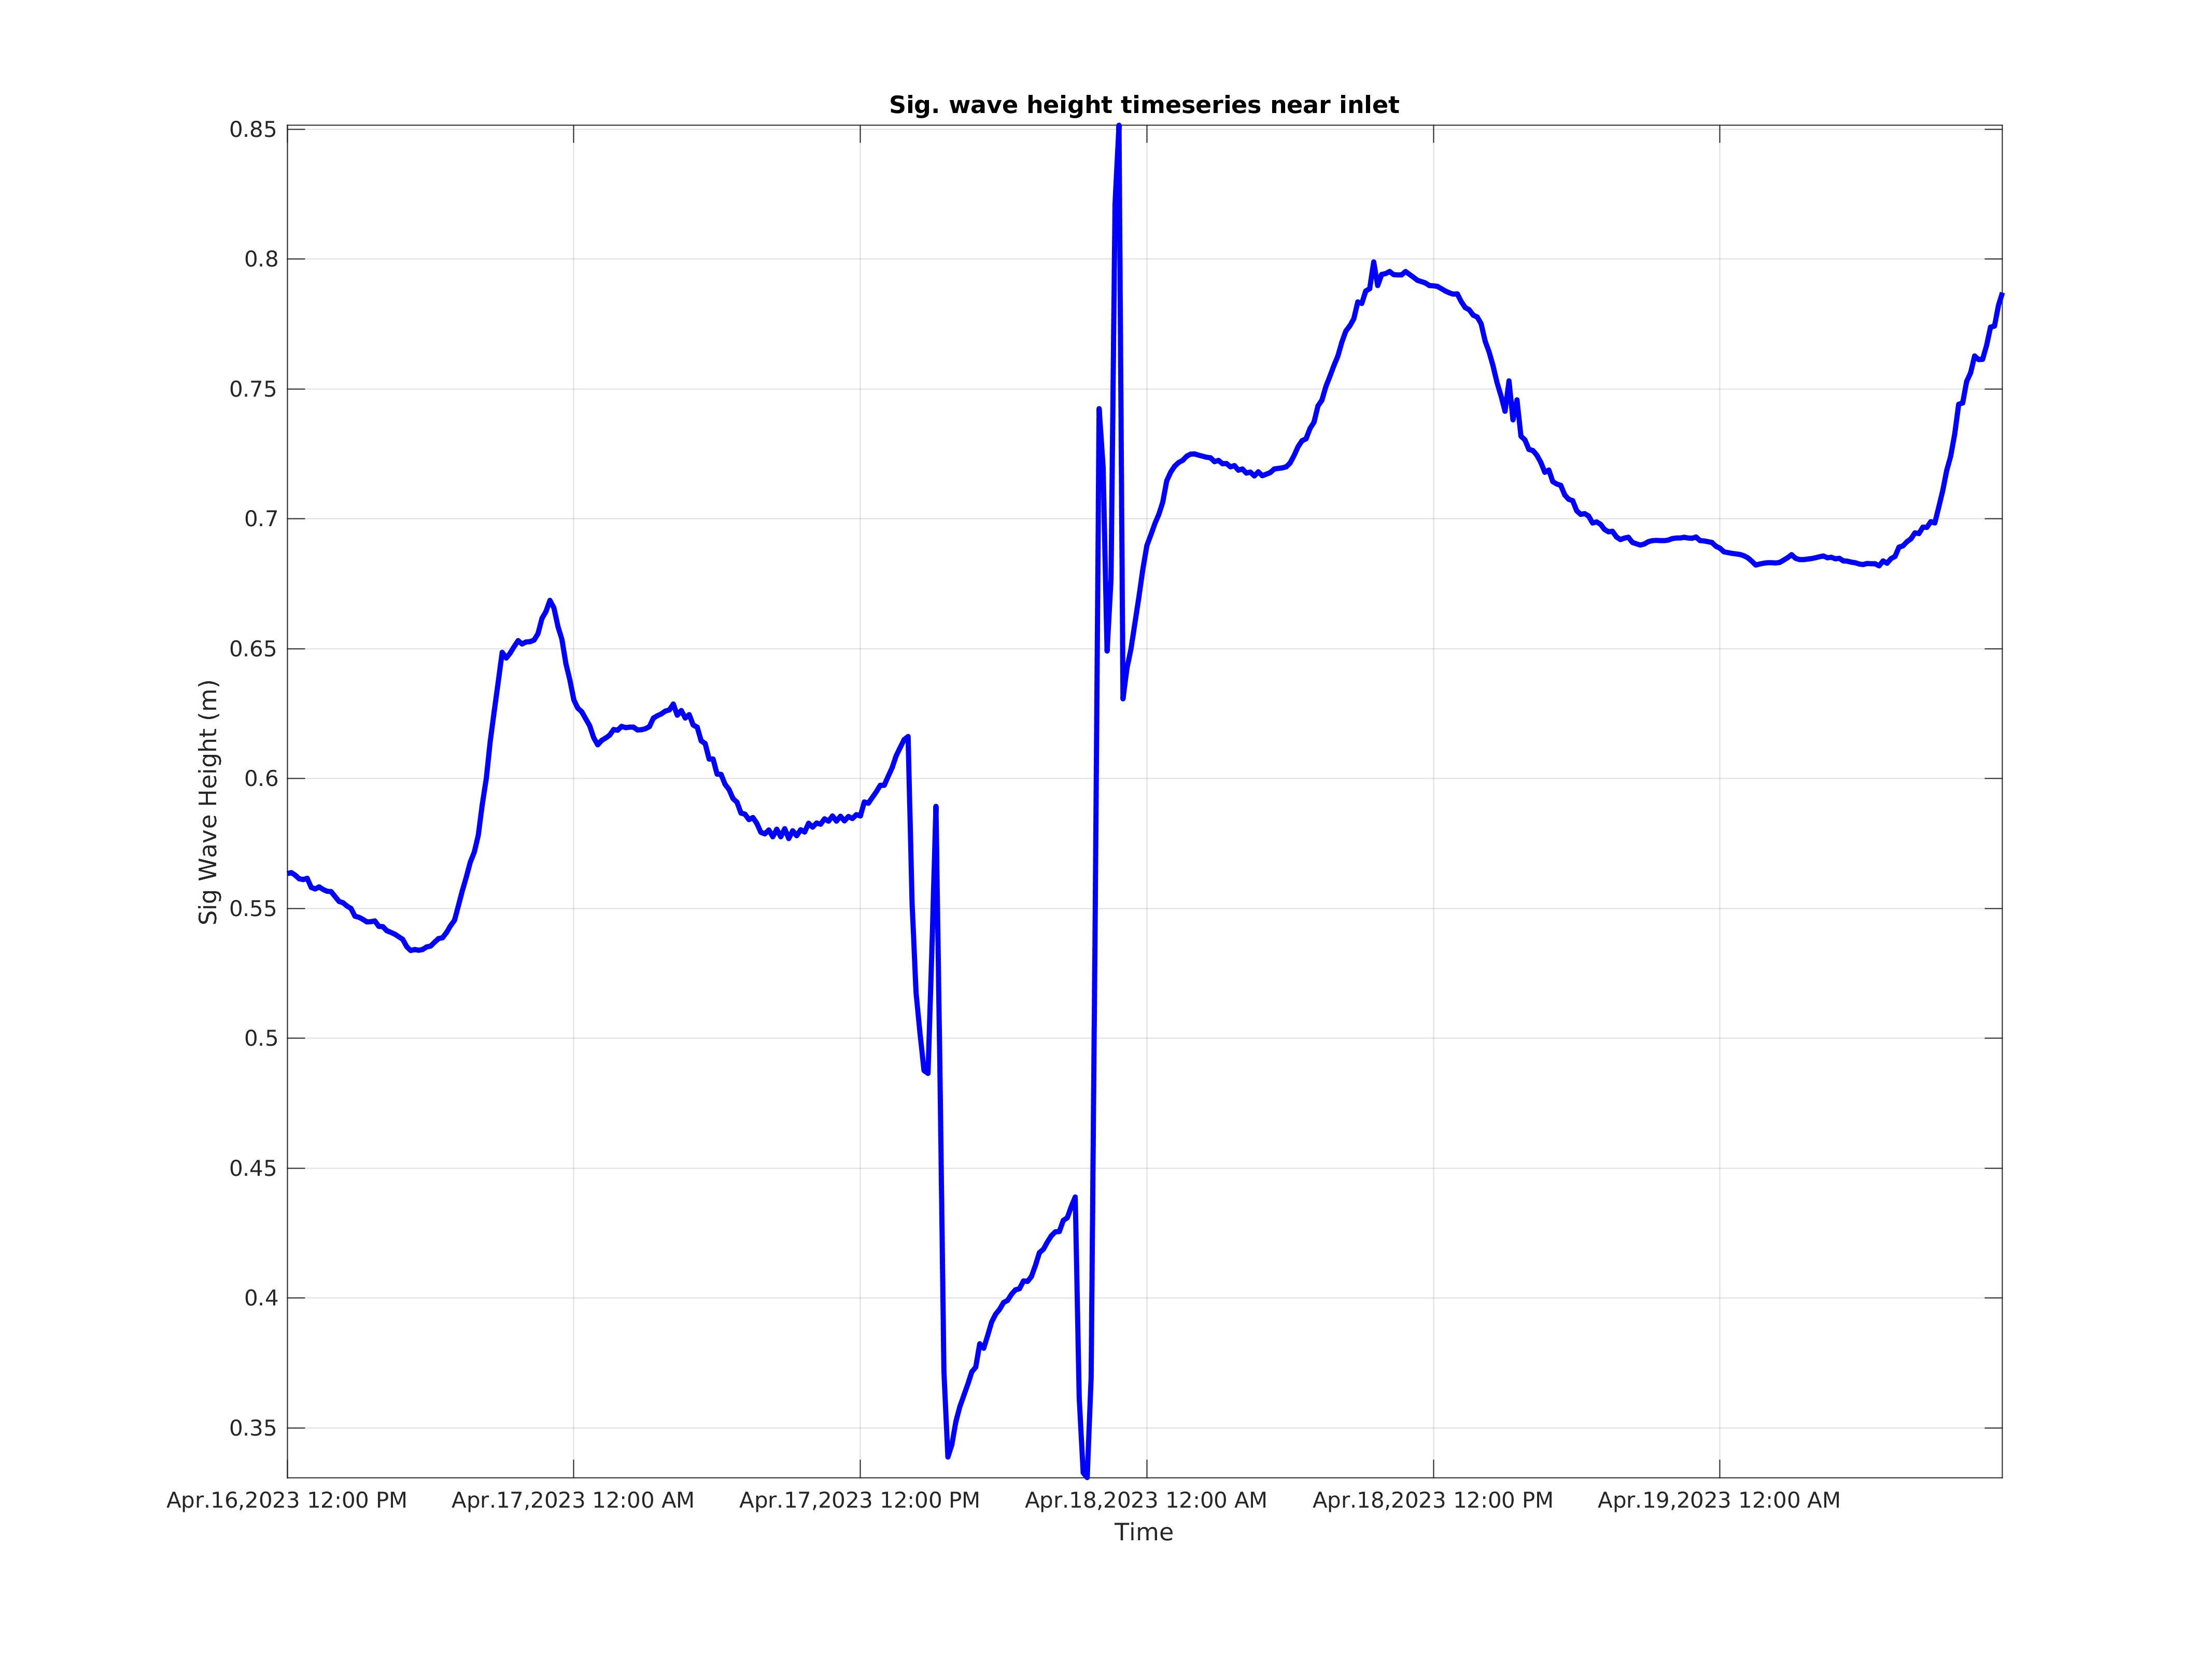 Sig. wave height timeseries near inlet
0.85
0.8
0.75
0.7
0.65
0.6
0.55
0.5
0.45
0.4
0.35
Sig Wave Height (m)
Apr.16,2023 12:00 PM Apr.17,2023 12:00 AM Apr.17,2023 12:00 PM Apr.18,2023 12:00 AM Apr.18,2023 12:00 PM Apr.19,2023 12:00 AM
Time